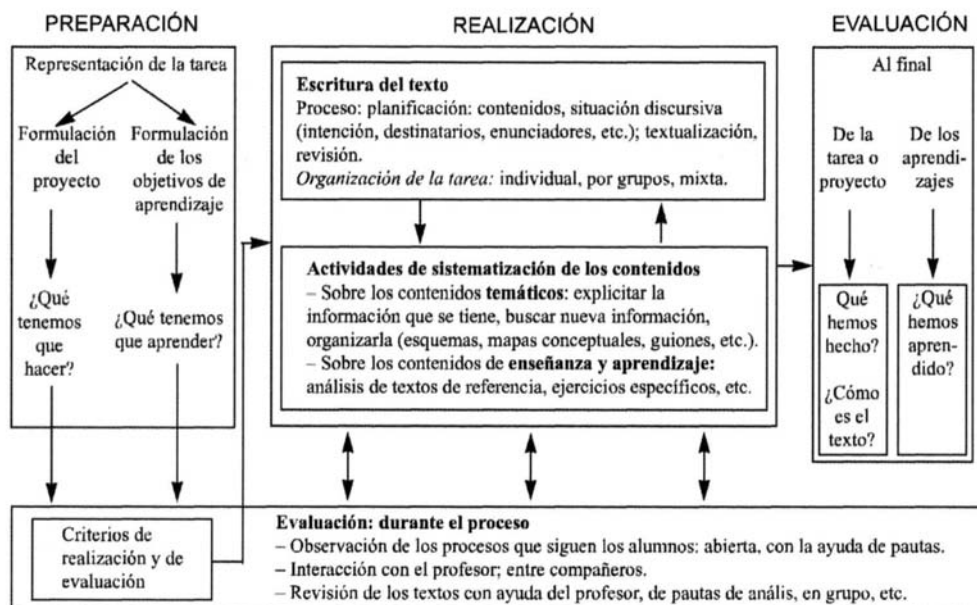 PREPARACIÓN
Representación de la tarea
Formulación
del
proyecto
Formulación
de los
objetivos de
aprendizaje
¿Qué
tenemos
que
hacer?
¿Qué tenemos
que aprender?
REALIZACIÓN
Escritura del texto
Proceso: planificación: contenidos, situación discursiva
(intención, destinatarios, enunciadores, etc.); textualización,
revisión.
Organización de la tarea: individual, por grupos, mixta.
Actividades de sistematización de los contenidos
– Sobre los contenidos temáticos: explicitar la
información que se tiene, buscar nueva información,
organizarla (esquemas, mapas conceptuales, guiones, etc.).
– Sobre los contenidos de enseñanza y aprendizaje:
análisis de textos de referencia, ejercicios específicos, etc.
EVALUACIÓN
Al final
De la
tarea o
proyecto
De los
aprendi-
zajes
Qué
hemos
hecho?
¿Cómo
es el
texto?
¿Qué
hemos
apren-
dido?
Criterios de
realización y de
evaluación
Evaluación: durante el proceso
– Observación de los procesos que siguen los alumnos: abierta, con la ayuda de pautas.
– Interacción con el profesor; entre compañeros.
– Revisión de los textos con ayuda del profesor, de pautas de anális, en grupo, etc.